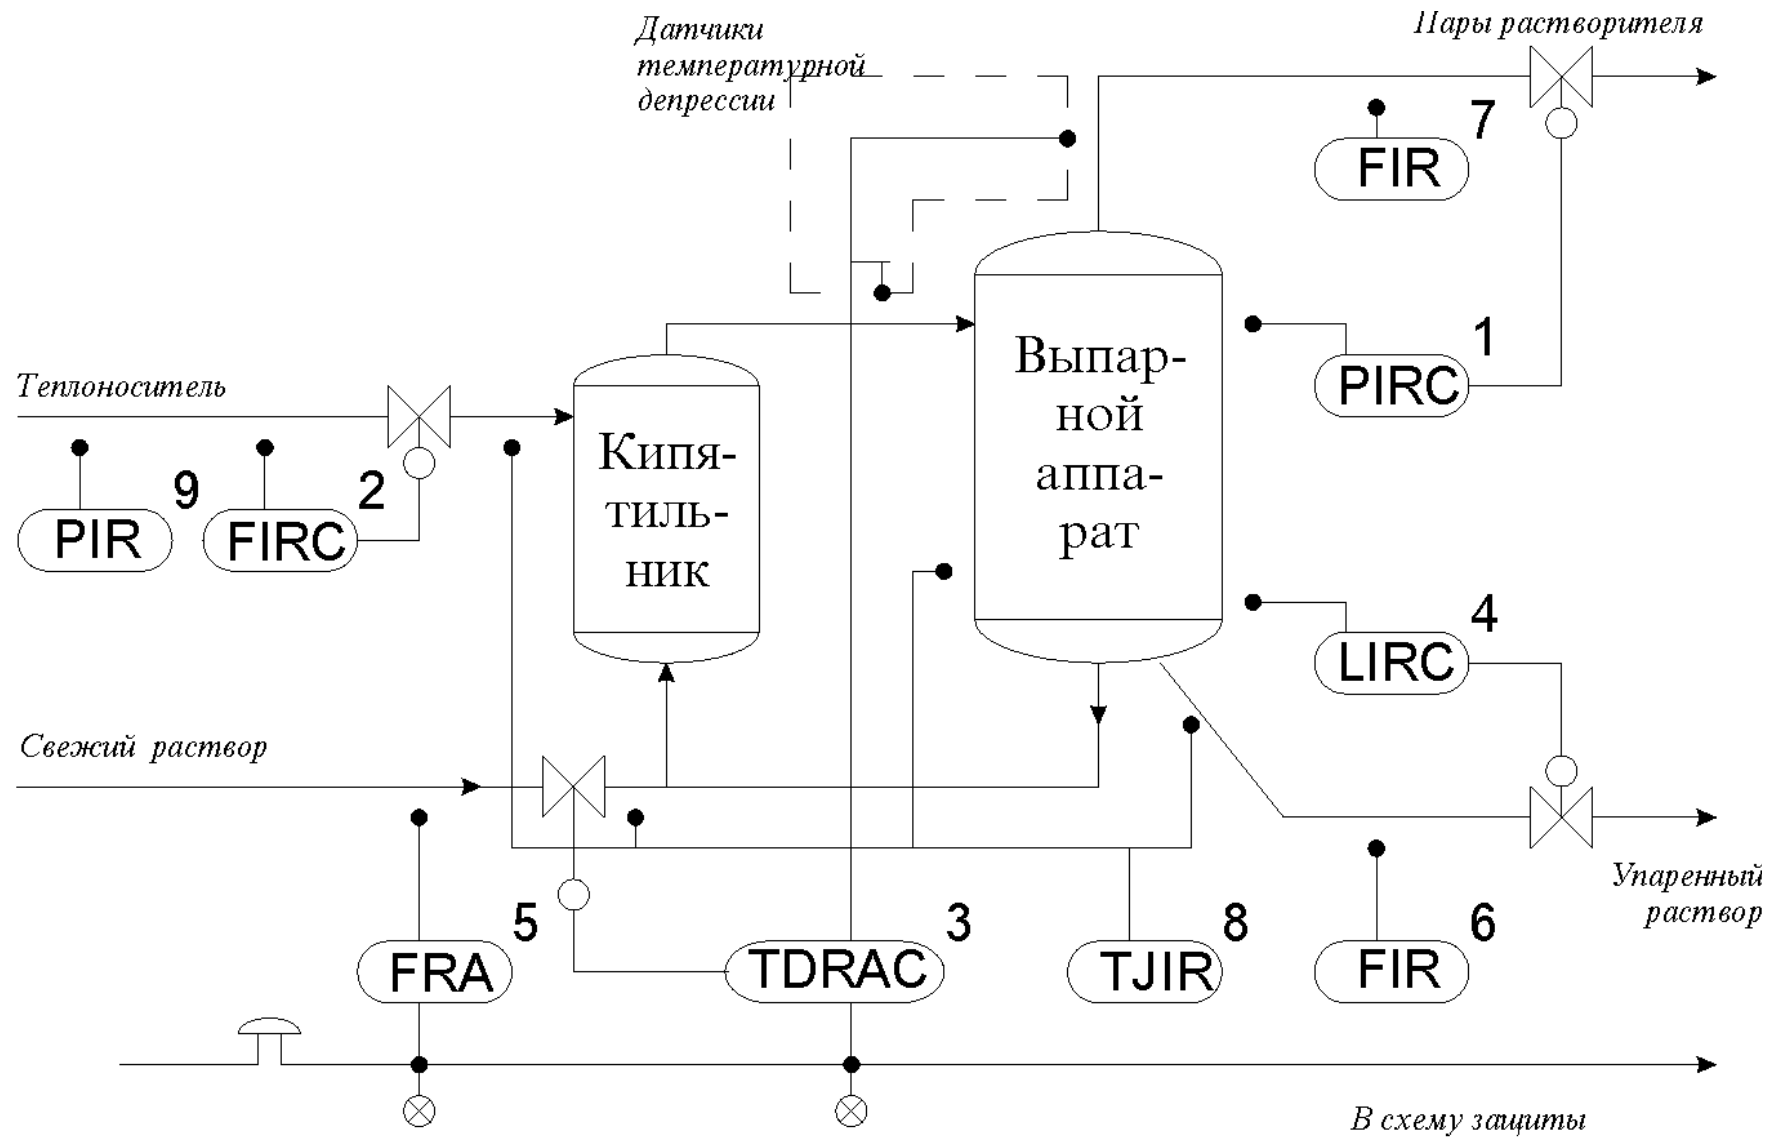 Датчики
температурной
депрессии
Пары растворителя
7
FIR
1
PIRC
Выпар-
ной
аппа-
рат
Теплоноситель
Кипя-
тиль-
ник
9
PIR
2
FIRC
4
LIRC
Свежий раствор
Упаренный
раствор
5
FRA
3
TDRAC
8
TJIR
6
FIR
В схему защиты